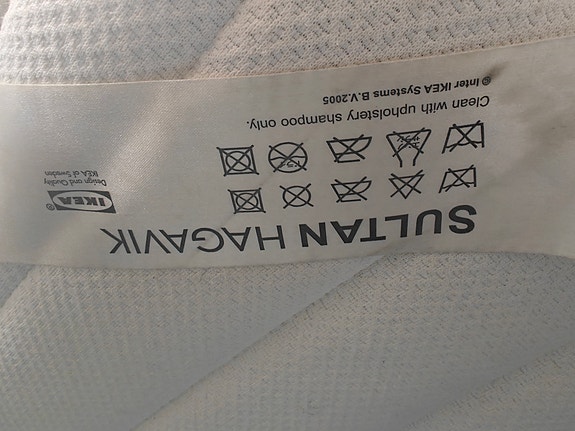 SULTAN HAGAVIK
Clean with upholstery shampoo only.
© Inter IKEA Systems B.V.2005
IKEA®
Design and Quality
IKEA of Sweden